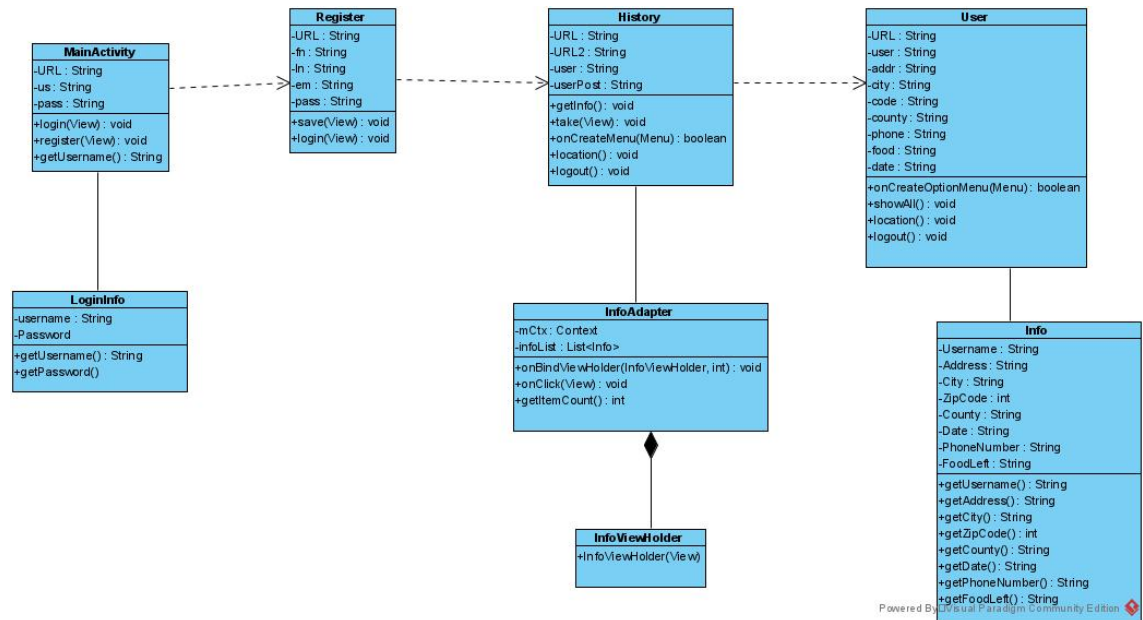 MainActivity
-URL : String
-us : String
-pass : String
+login(View) : void
+register(View) : void
+getUsername() : String
Register
-URL : String
-fn : String
-ln : String
-em : String
-pass : String
+save(View) : void
+login(View) : void
History
-URL : String
-URL2 : String
-user : String
-userPost : String
+getInfo() : void
+take(View) : void
+onCreateMenu(Menu) : boolean
+location() : void
+logout() : void
User
-URL : String
-user : String
-addr : String
-city : String
-code : String
-county : String
-phone : String
-food : String
-date : String
+onCreateOptionMenu(Menu) : boolean
+showAll() : void
+location() : void
+logout() : void
LoginInfo
-username : String
-Password
+getUsername() : String
+getPassword()
InfoAdapter
-mCtx : Context
-infoList : List<Info>
+onBindViewHolder(InfoViewHolder, int) : void
+onClick(View) : void
+getItemCount() : int
InfoViewHolder
+InfoViewHolder(View)
Info
-Username : String
-Address : String
-City : String
-ZipCode : int
-County : String
-Date : String
-PhoneNumber : String
-FoodLeft : String
+getUsername() : String
+getAddress() : String
+getCity() : String
+getZipCode() : int
+getCounty() : String
+getDate() : String
+getPhoneNumber() : String
+getFoodLeft() : String
Powered By Visual Paradigm Community Edition